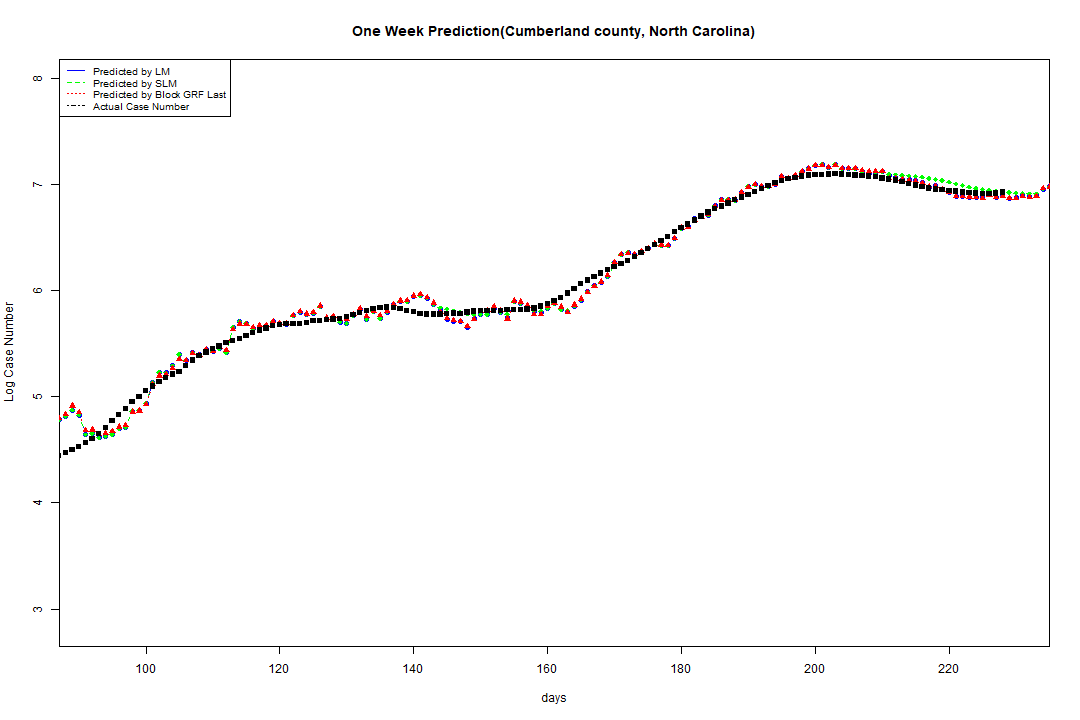 One Week Prediction(Cumberland county, North Carolina)
Predicted by LM
Predicted by SLM
Predicted by Block GRF Last
Actual Case Number
8
7
6
5
4
3
Log Case Number
100 120 140 160 180 200 220
days